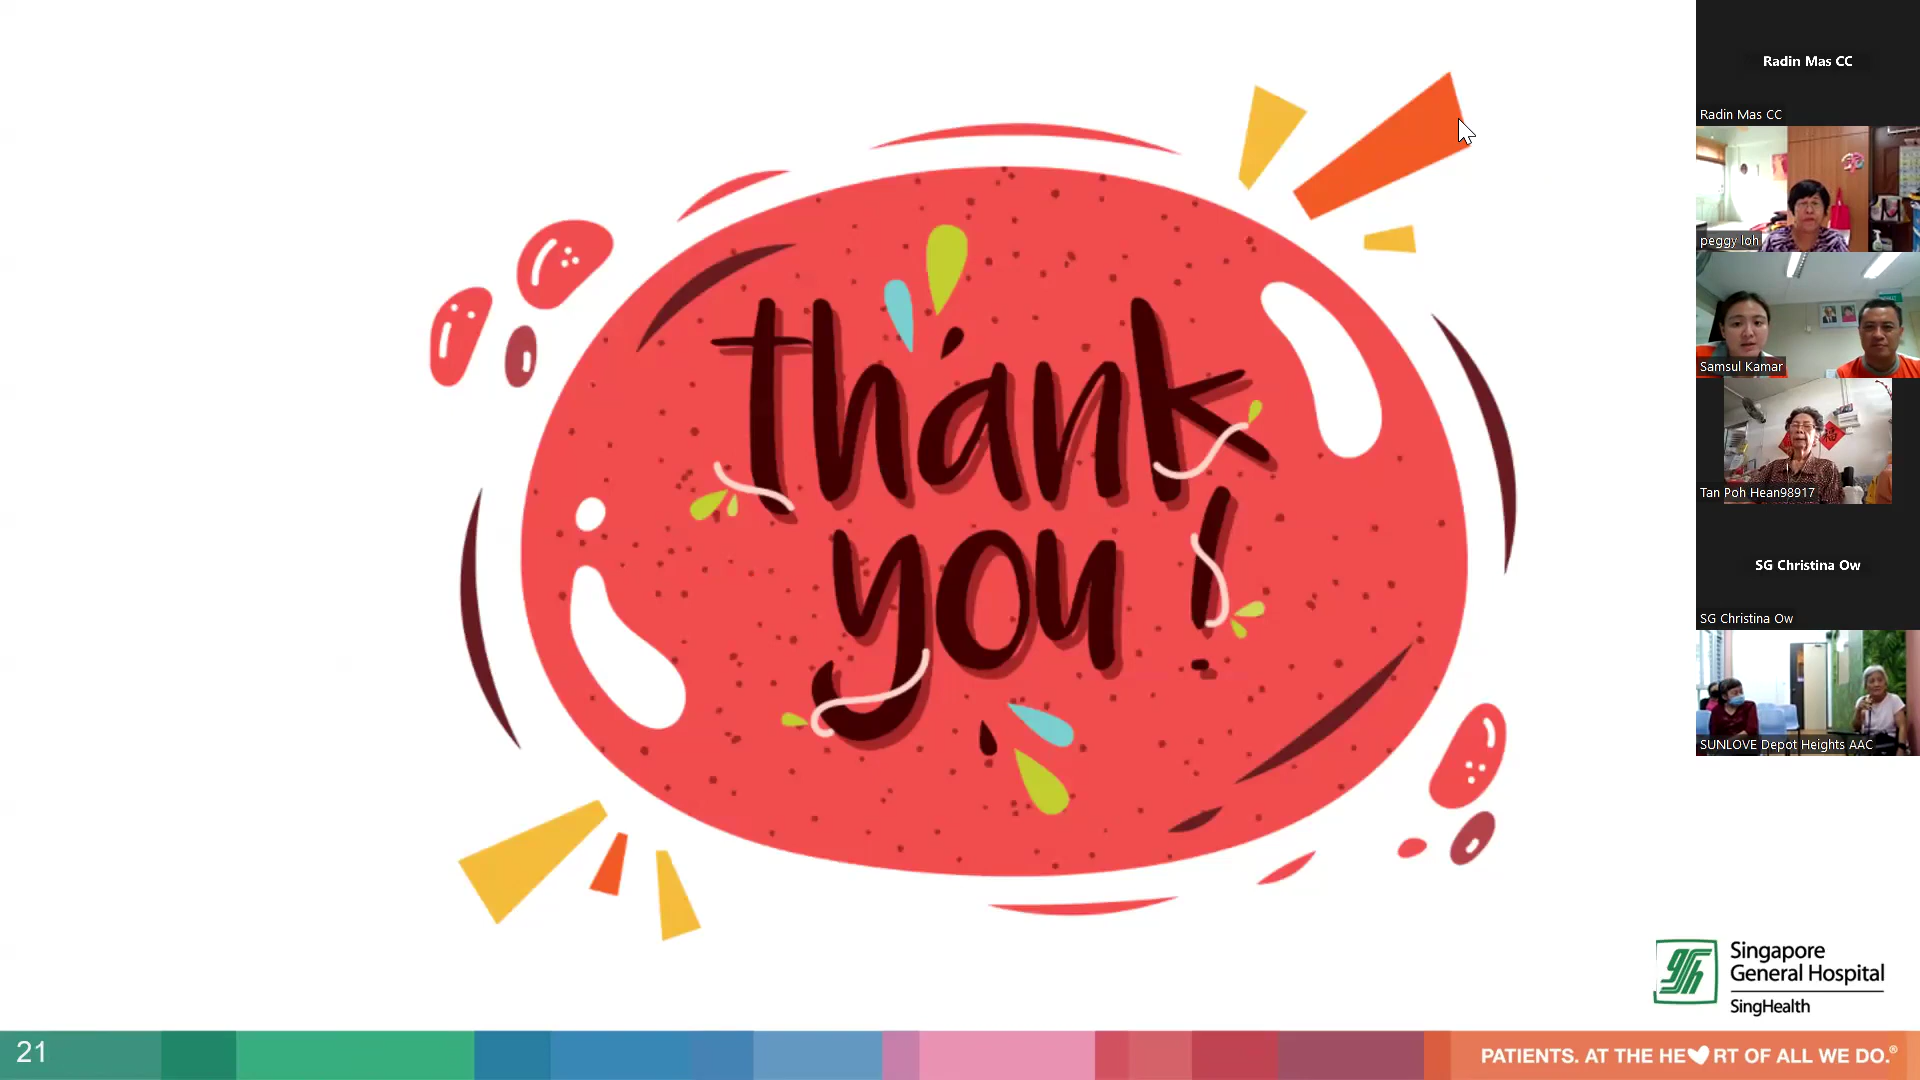 thank
you !
Radin Mas CC
Radin Mas CC
peggy loh
Samsul Kamar
福
Tan Poh Hean98917
SG Christina Ow
SG Christina Ow
SUNLOVE Depot Heights AAC
Singapore
General Hospital
SingHealth
21
PATIENTS. AT THE HE RT OF ALL WE DO.®